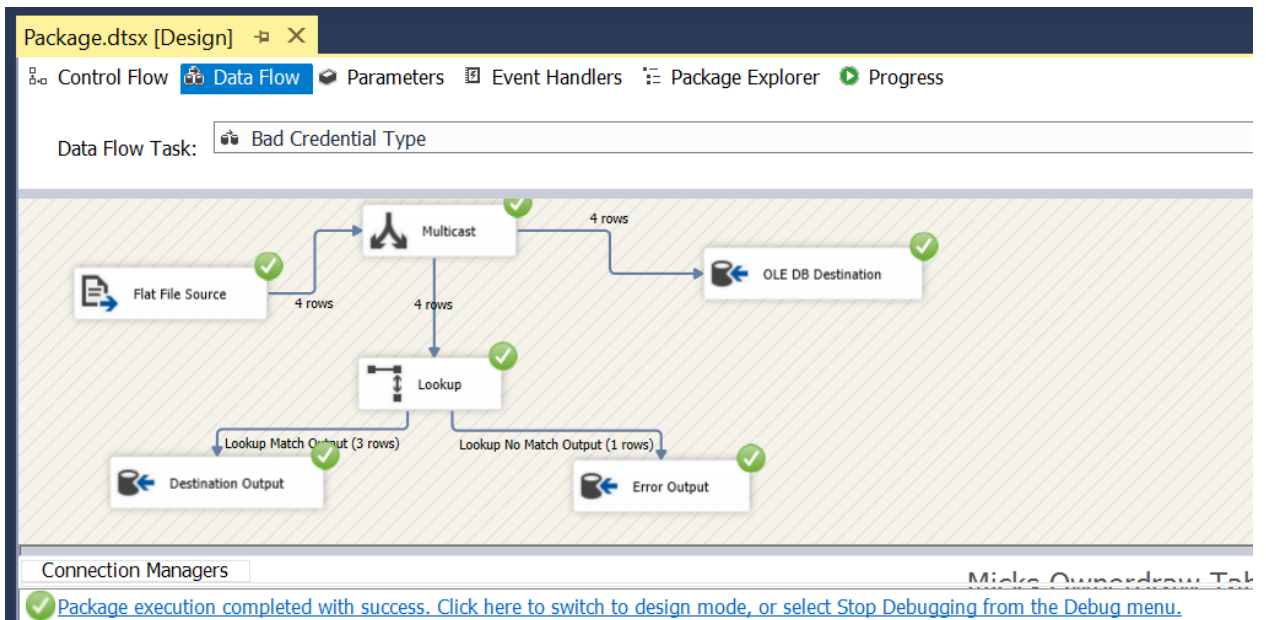 Package.dtsx [Design]
Control Flow Data Flow Parameters Event Handlers Package Explorer Progress
Data Flow Task: Bad Credential Type
Multicast
4 rows
OLE DB Destination
Flat File Source
4 rows
4 rows
Lookup
Lookup Match Output (3 rows)
Lookup No Match Output (1 rows)
Destination Output
Error Output
Connection Managers
Micks Ownerdraw Tab
Package execution completed with success. Click here to switch to design mode, or select Stop Debugging from the Debug menu.